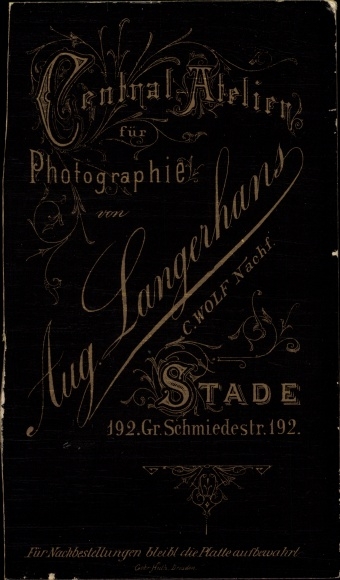 Central-Atelier
für
Photographie
von
Aug. Langerhans
C. WOLF Nachf.
STADE
192. Gr. Schmiedestr. 192.
Für Nachbestellungen bleibt die Platte aufbewahrt